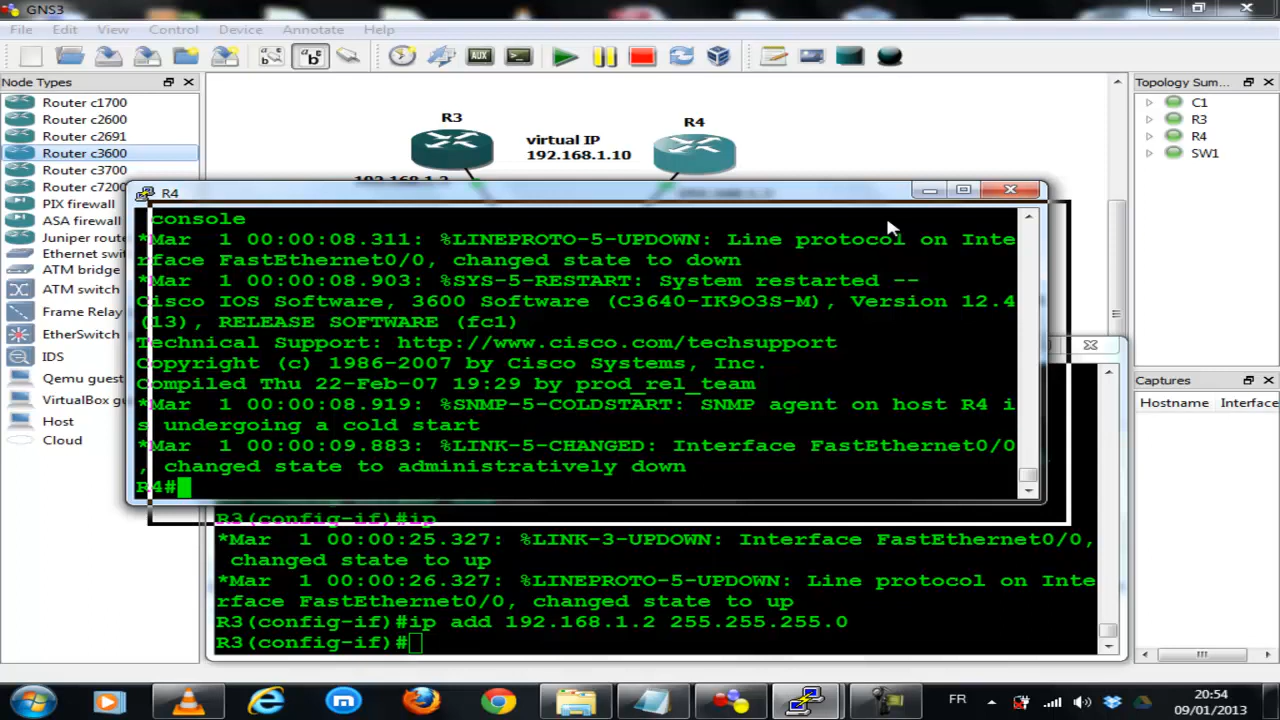 GNS3
File Edit View Control Device Annotate Help
AUX
Node Types
Router c1700
Router c2600
Router c2691
Router c3600
Router c3700
Router c7200
PIX firewall
ASA firewall
Juniper route
Ethernet swit
ATM bridge
ATM switch
Frame Relay
EtherSwitch
IDS
Qemu guest
VirtualBox gu
Host
Cloud
R3
virtual IP
192.168.1.10
R4
192.168.1.2
R4
console
*Mar 1 00:00:08.311: %LINEPROTO-5-UPDOWN: Line protocol on Inte
rface FastEthernet0/0, changed state to down
*Mar 1 00:00:08.903: %SYS-5-RESTART: System restarted --
Cisco IOS Software, 3600 Software (C3640-IK9O3S-M), Version 12.4
(13), RELEASE SOFTWARE (fc1)
Technical Support: http://www.cisco.com/techsupport
Copyright (c) 1986-2007 by Cisco Systems, Inc.
Compiled Thu 22-Feb-07 19:29 by prod_rel_team
*Mar 1 00:00:08.919: %SNMP-5-COLDSTART: SNMP agent on host R4 i
s undergoing a cold start
*Mar 1 00:00:09.883: %LINK-5-CHANGED: Interface FastEthernet0/0
, changed state to administratively down
R4#
R3(config-if)#ip
*Mar 1 00:00:25.327: %LINK-3-UPDOWN: Interface FastEthernet0/0,
changed state to up
*Mar 1 00:00:26.327: %LINEPROTO-5-UPDOWN: Line protocol on Inte
rface FastEthernet0/0, changed state to up
R3(config-if)#ip add 192.168.1.2 255.255.255.0
R3(config-if)#
Topology Sum...
C1
R3
R4
SW1
Captures
Hostname Interface
FR
20:54
09/01/2013